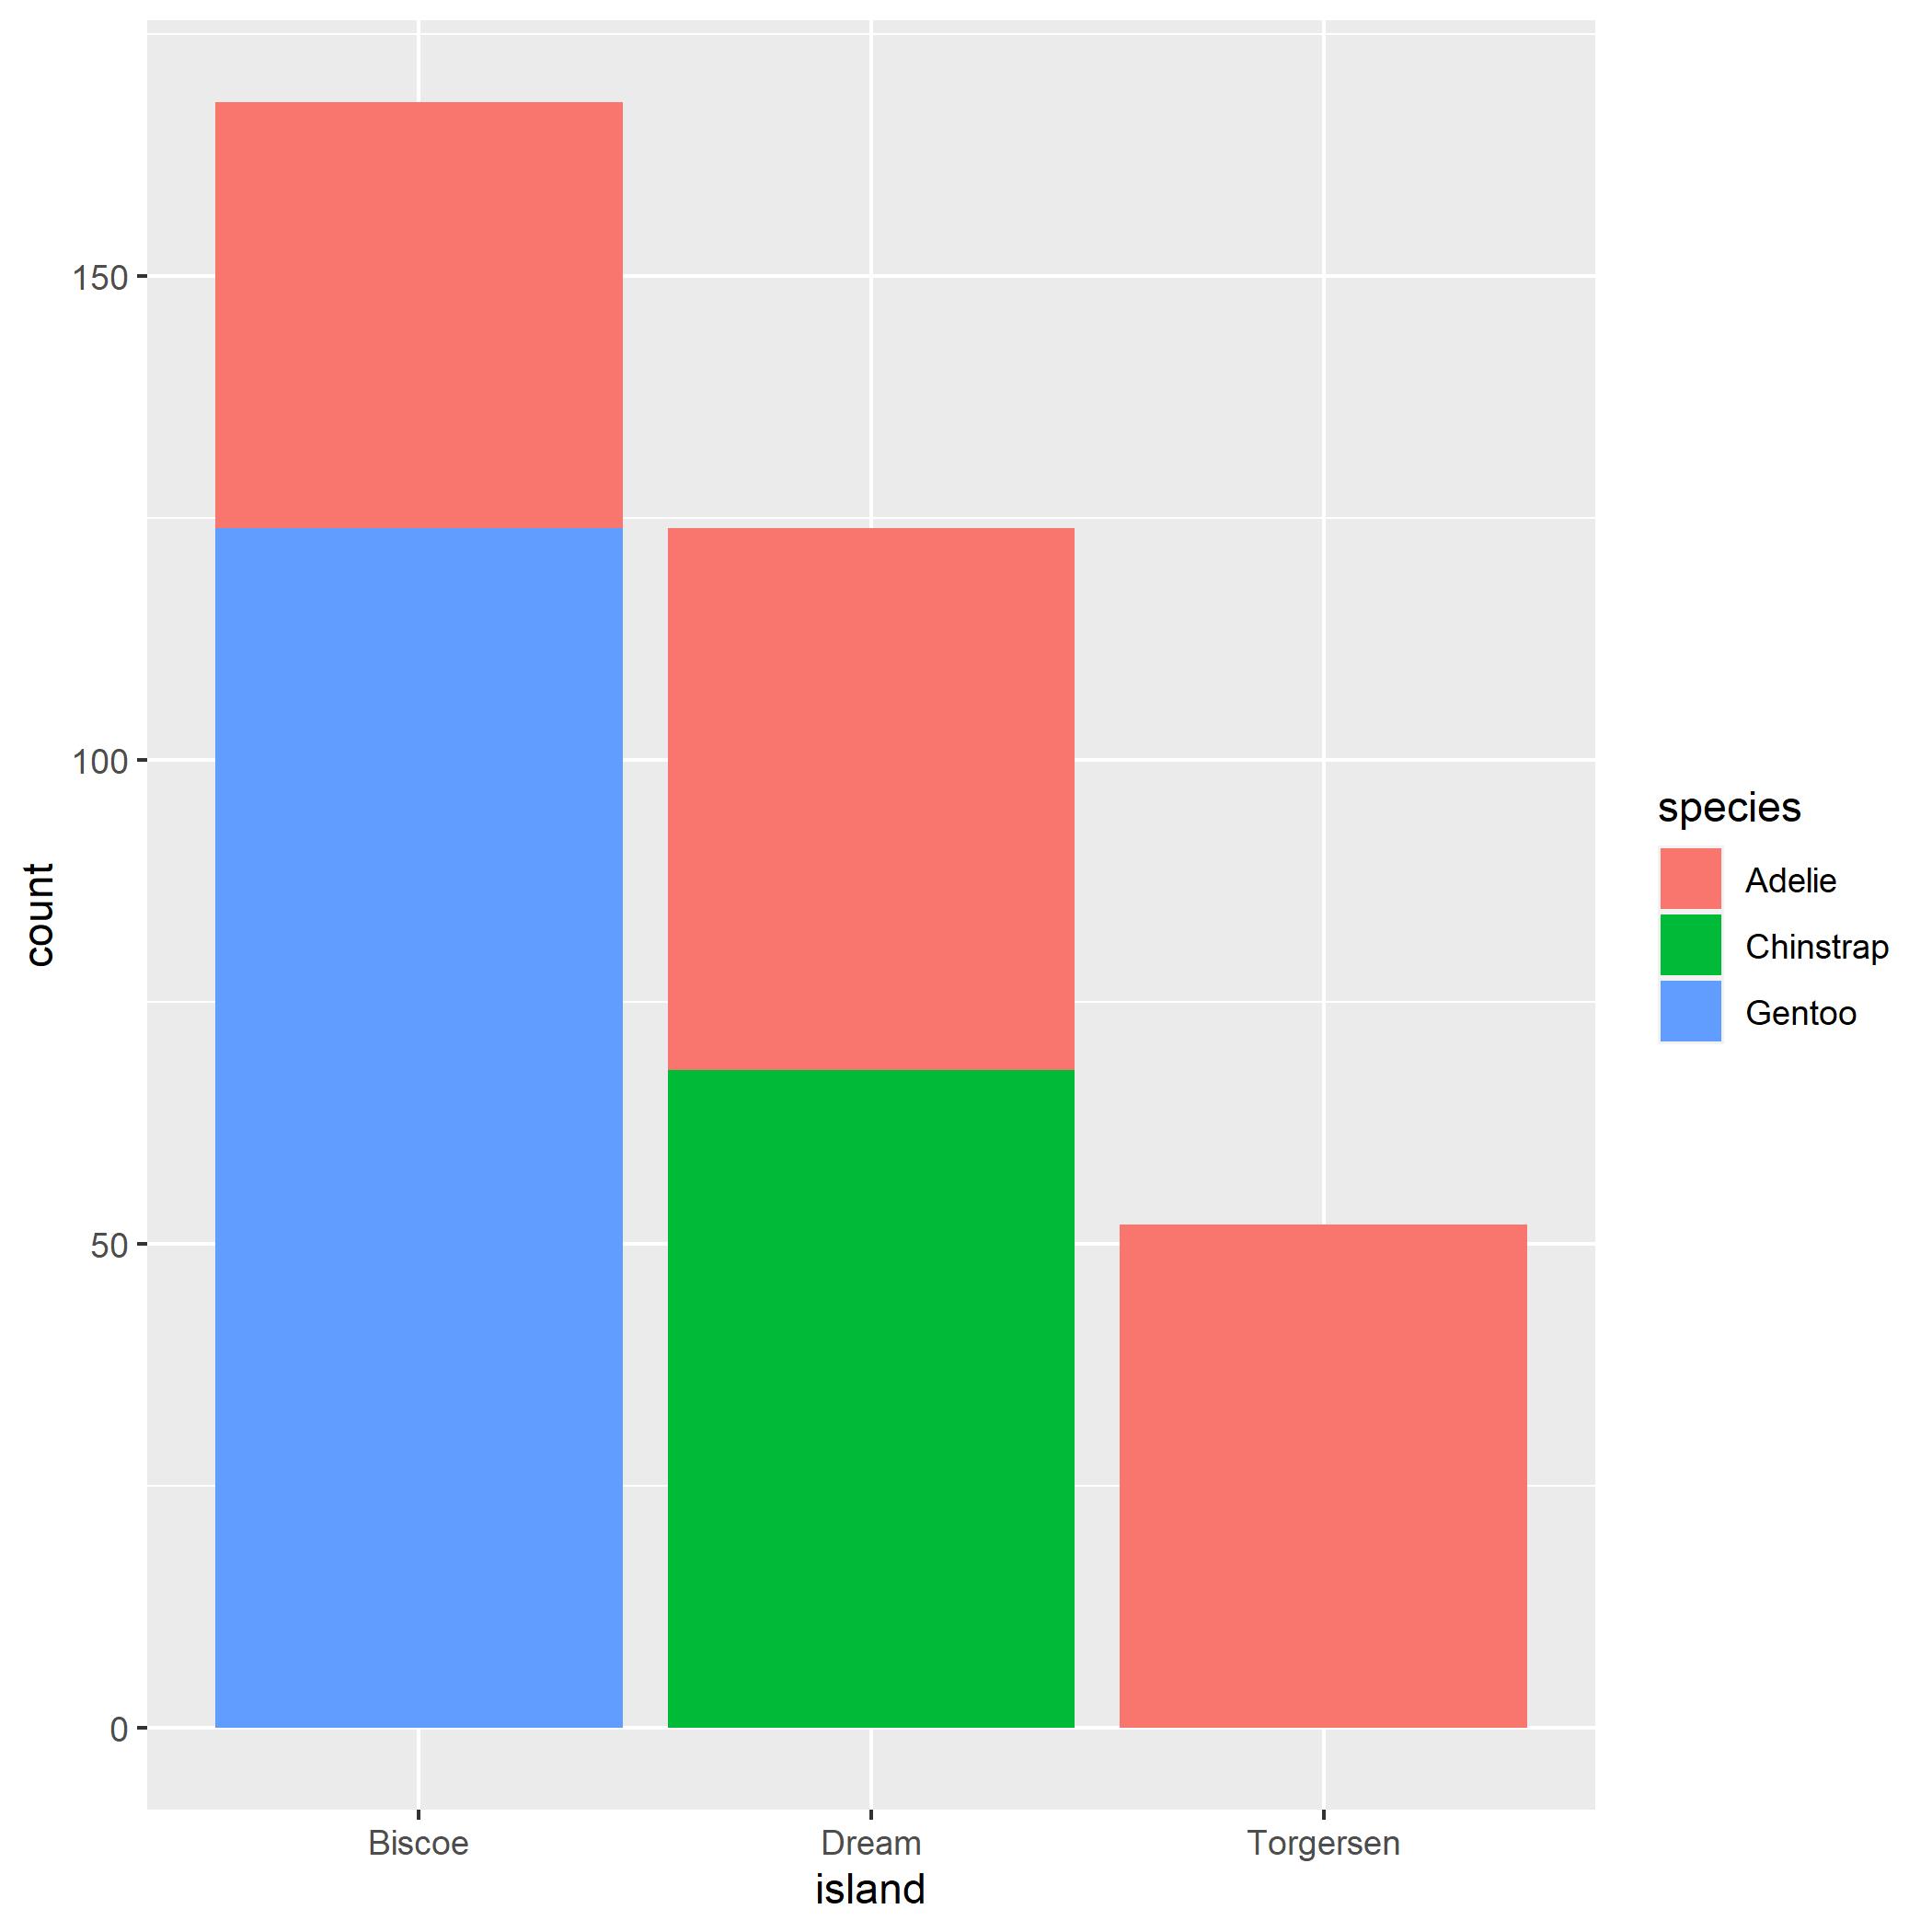 150
100
50
0
count
Biscoe
Dream
Torgersen
island
species
Adelie
Chinstrap
Gentoo